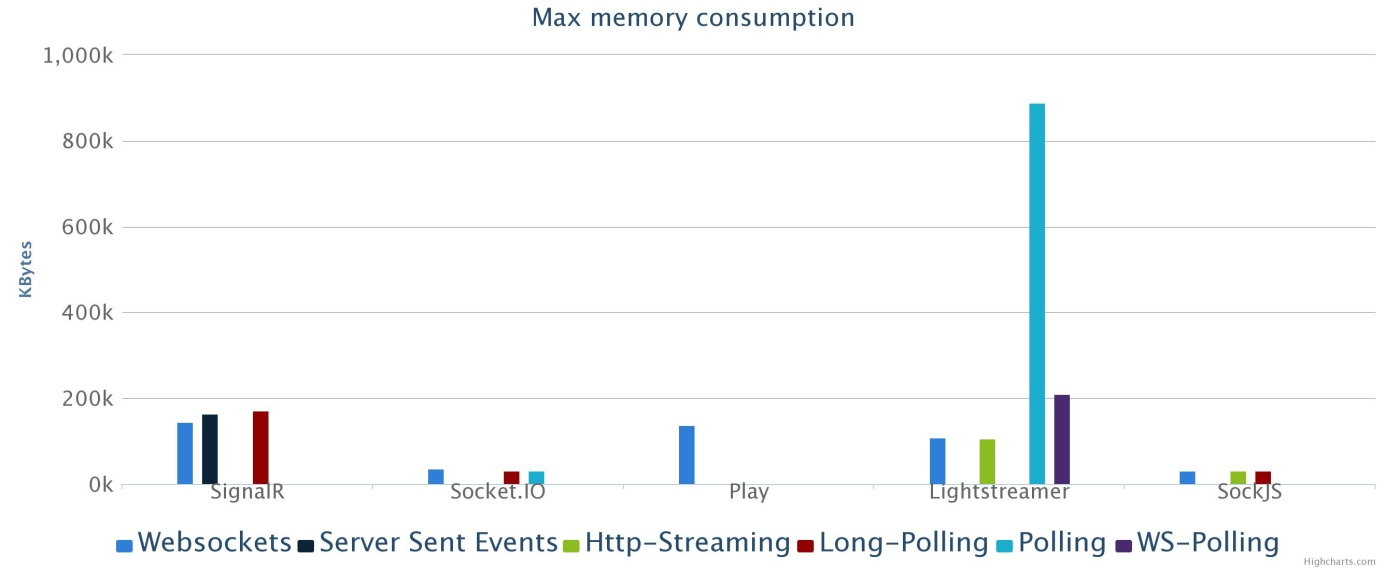 Max memory consumption
1,000k
800k
600k
400k
200k
0k
KBytes
SignalR
Socket.IO
Play
Lightstreamer
SockJS
Websockets Server Sent Events Http-Streaming Long-Polling Polling WS-Polling
Highcharts.com